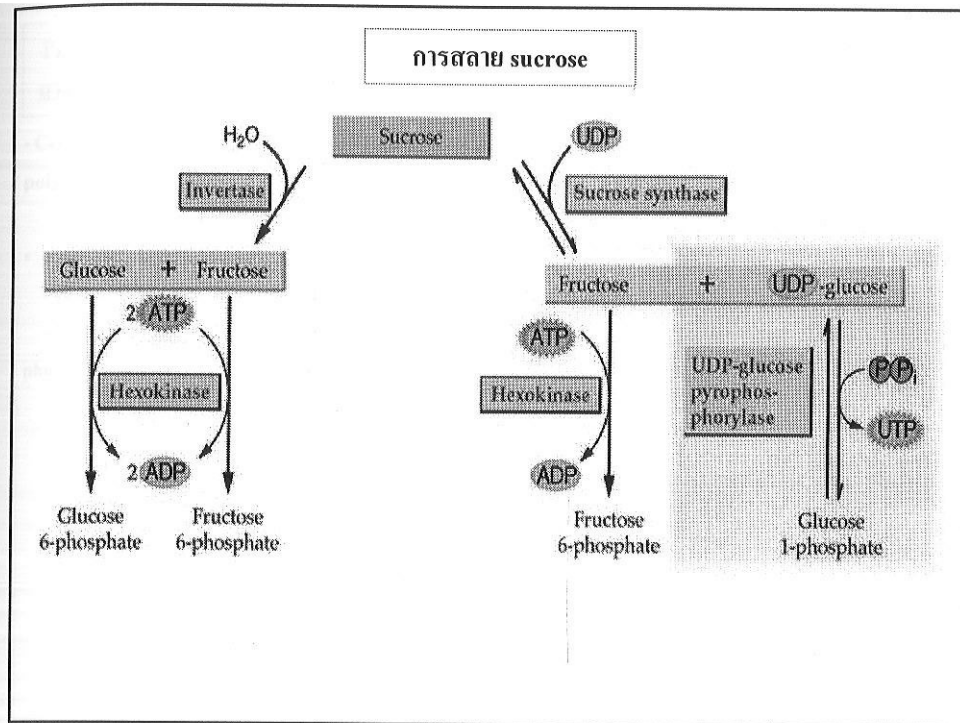 การสลาย sucrose
H₂O
Sucrose
UDP
Invertase
Sucrose synthase
Glucose + Fructose
2 ATP
Hexokinase
2 ADP
Glucose
6-phosphate
Fructose
6-phosphate
Fructose + UDP-glucose
ATP
Hexokinase
ADP
Fructose
6-phosphate
UDP-glucose
pyrophos-
phorylase
PPi
UTP
Glucose
1-phosphate